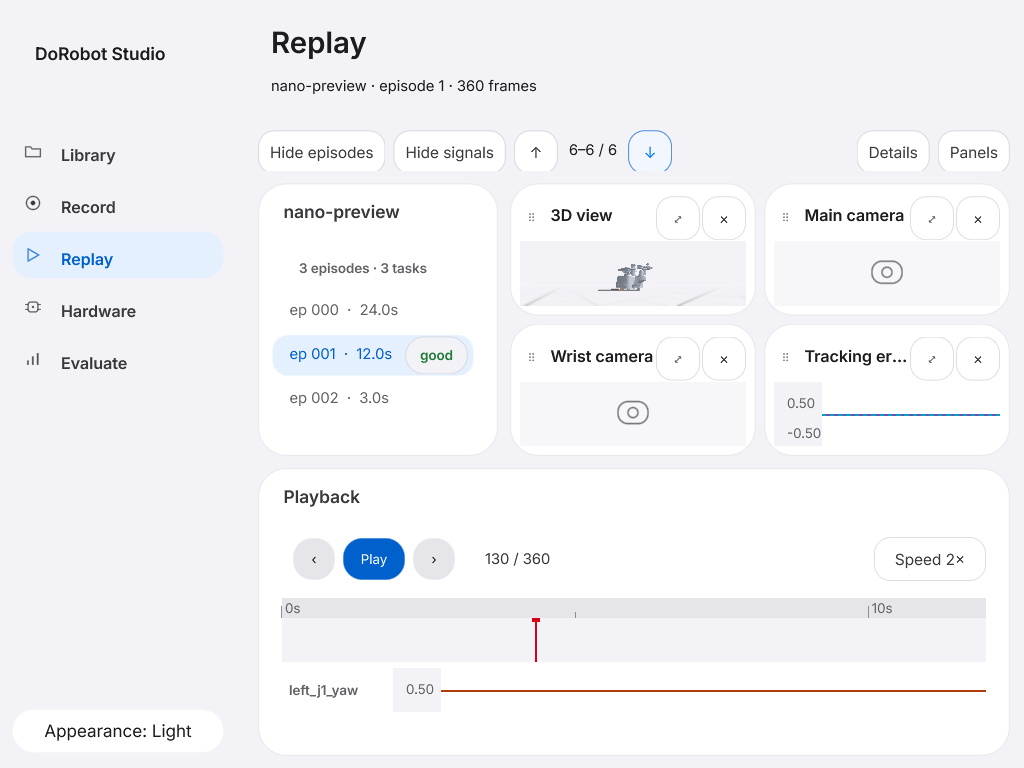 DoRobot Studio
Library
Record
Replay
Hardware
Evaluate
Appearance: Light
Replay
nano-preview · episode 1 · 360 frames
Hide episodes
Hide signals
↑
6–6 / 6
↓
Details
Panels
nano-preview
3 episodes · 3 tasks
ep 000 · 24.0s
ep 001 · 12.0s
good
ep 002 · 3.0s
3D view
Main camera
Wrist camera
Tracking er...
0.50
-0.50
Playback
‹
Play
›
130 / 360
Speed 2×
0s
10s
left_j1_yaw
0.50